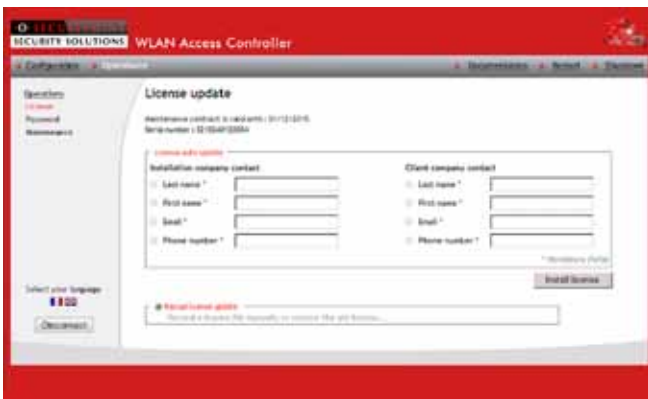 SECURITY SOLUTIONS
WLAN Access Controller
Configuration
Operations
Documentation
Restart
Disconnect
Operations
License
Password
Maintenance
License update
Maintenance contract is valid until : 31/12/2015
Serial number :
License auto update
Installation company contact
Client company contact
Last name *
Last name *
First name *
First name *
Email *
Email *
Phone number *
Phone number *
* Mandatory fields
Install license
Select your language
Disconnect
Manual license update